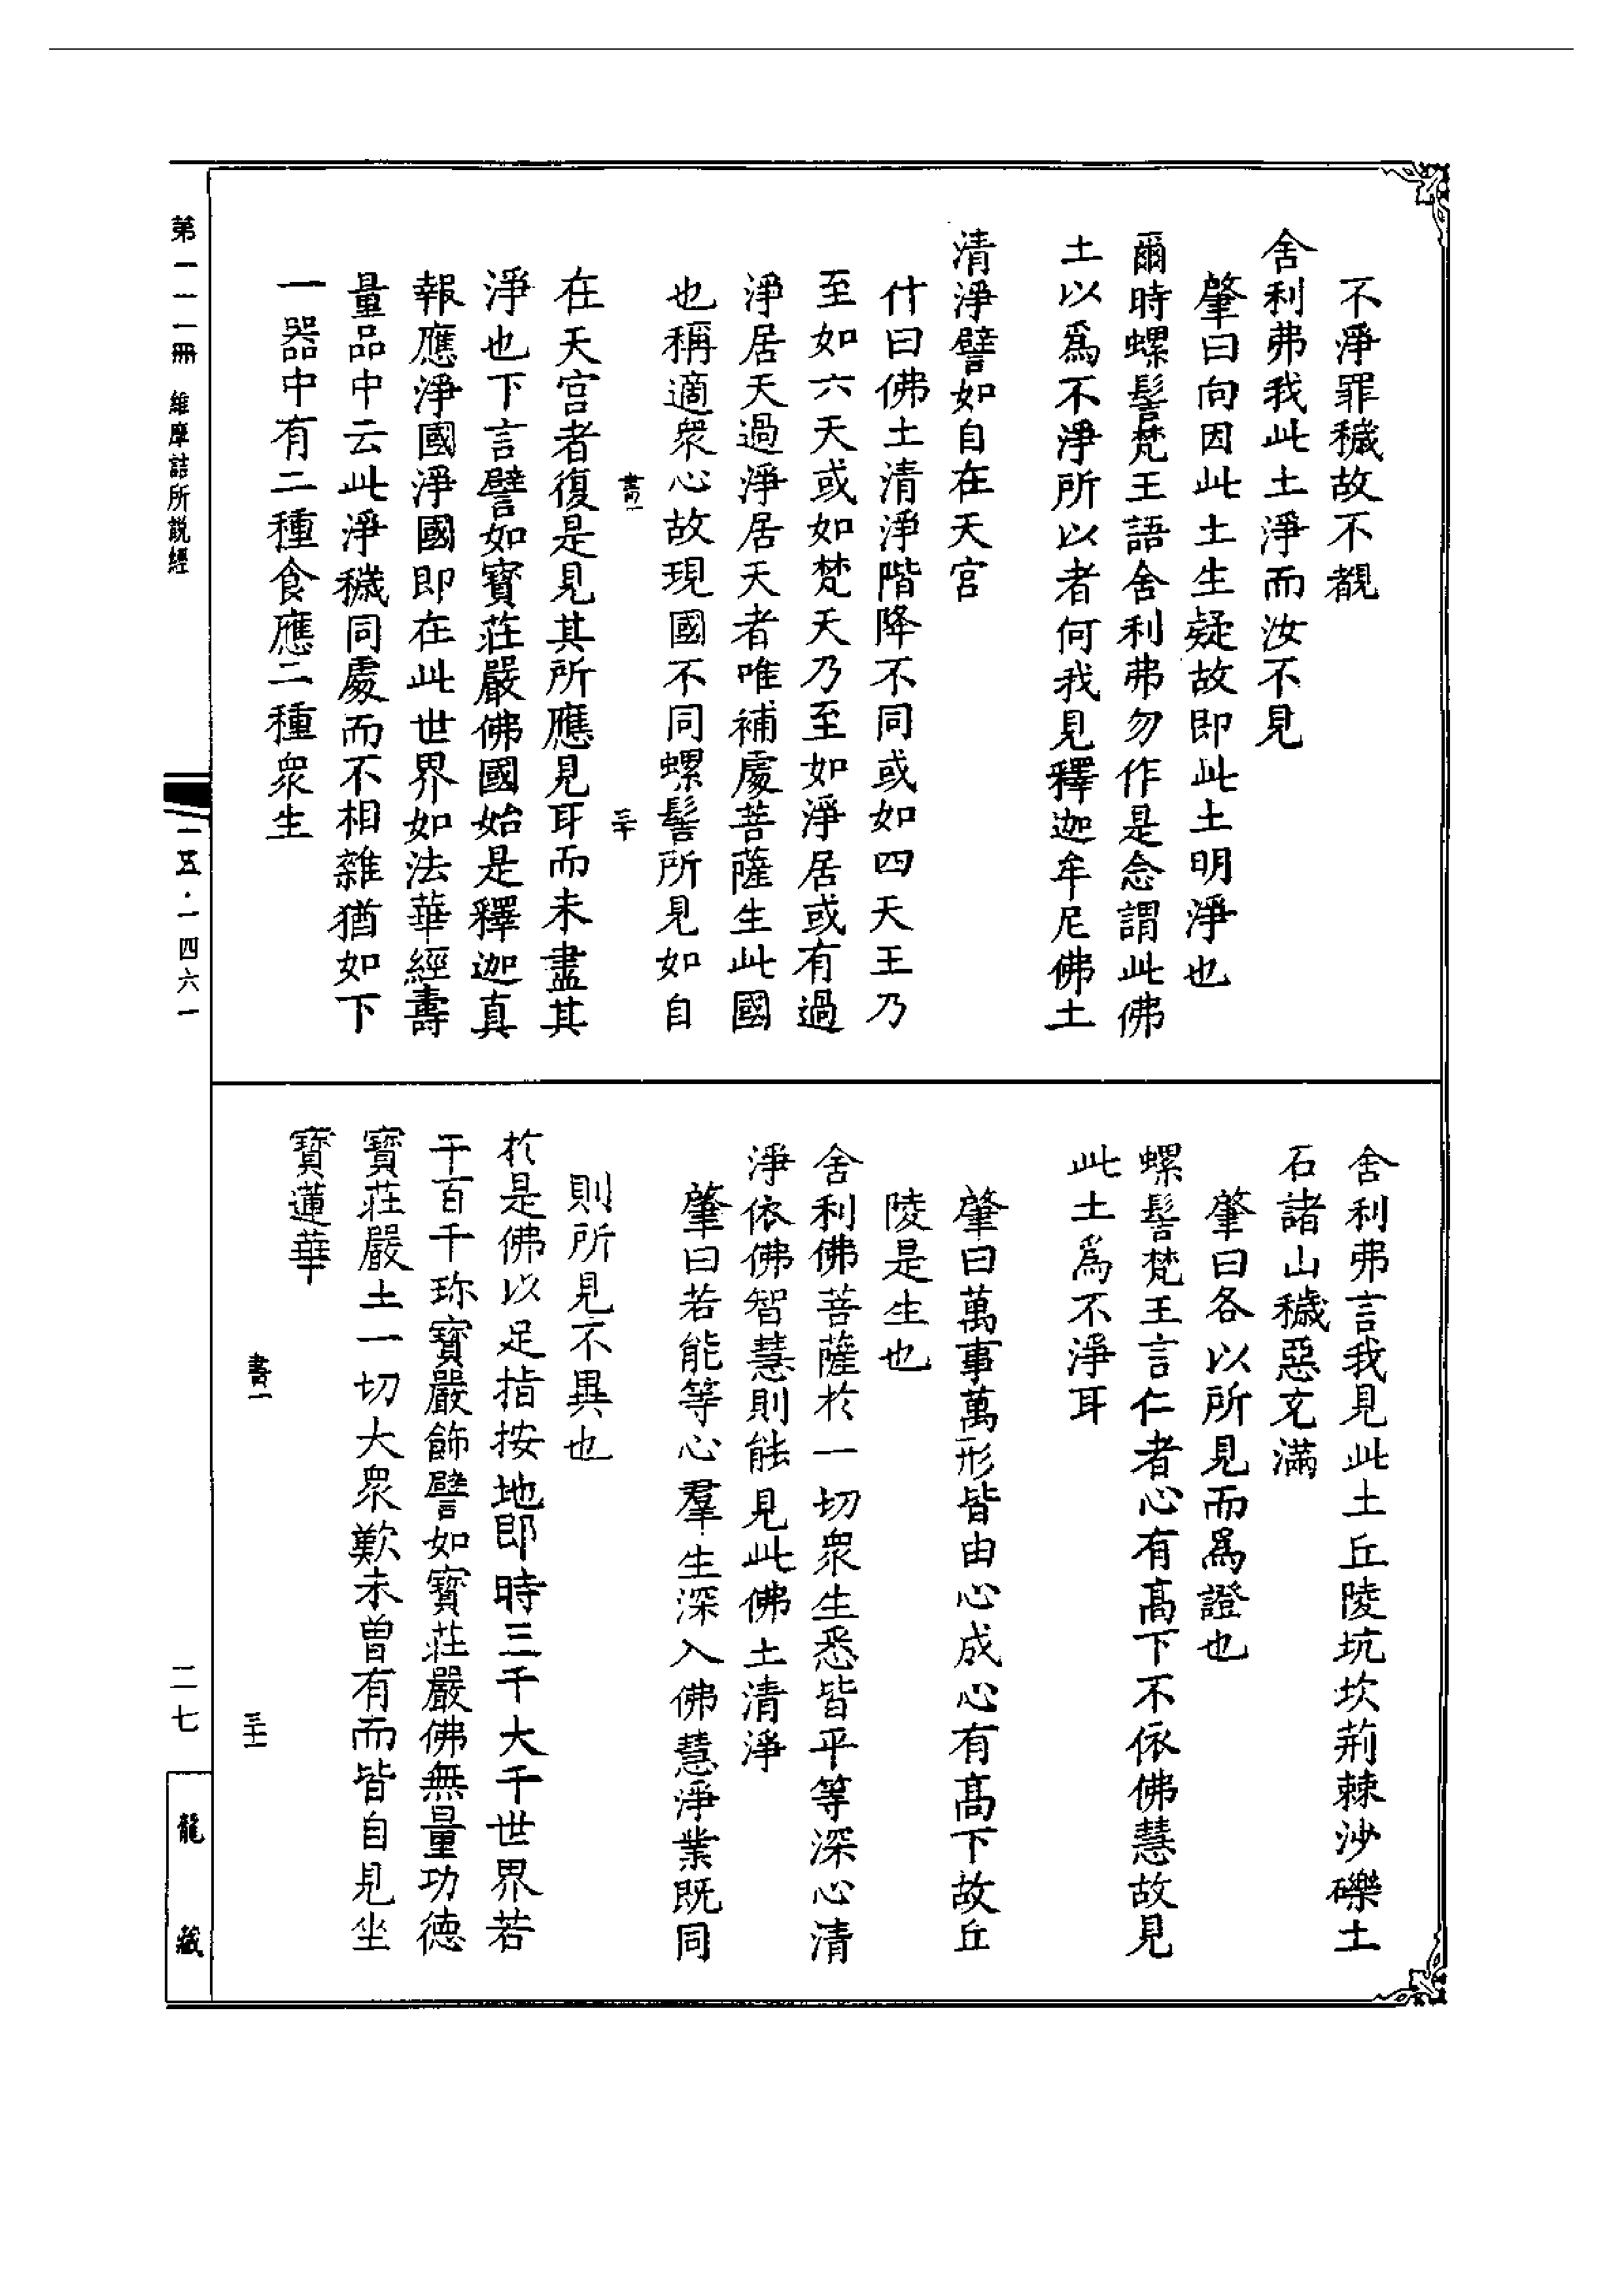 不淨罪穢故不覩
舍利弗我此土淨而汝不見
肇曰向因此土生疑故即此土明淨也
爾時螺髻梵王語舍利弗勿作是念謂此佛
土以爲不淨所以者何我見釋迦牟尼佛土
清淨譬如自在天宮
什曰佛土清淨階降不同或如四天王乃
至如六天或如梵天乃至如淨居或有過
淨居天過淨居天者唯補處菩薩生此國
也稱適衆心故現國不同螺髻所見如自
書一
三十
在天宮者復是見其所應見耳而未盡其
淨也下言譬如寶莊嚴佛國始是釋迦真
報應淨國淨國即在此世界如法華經壽
量品中云此淨穢同處而不相雜猶如下
一器中有二種食應二種衆生
舍利弗言我見此土丘陵坑坎荊棘沙礫土
石諸山穢惡充滿
肇曰各以所見而爲證也
螺髻梵王言仁者心有高下不依佛慧故見
此土爲不淨耳
肇曰萬事萬形皆由心成心有高下故丘
陵是生也
舍利佛菩薩於一切衆生悉皆平等深心清
淨依佛智慧則能見此佛土清淨
肇曰若能等心羣生深入佛慧淨業既同
則所見不異也
於是佛以足指按地即時三千大千世界若
干百千珎寶嚴飾譬如寶莊嚴佛無量功德
寶莊嚴土一切大衆歎未曾有而皆自見坐
寶蓮華
書一
三十一
第一一一冊
維摩詰所說經
一五·一四六一
二七
龍藏